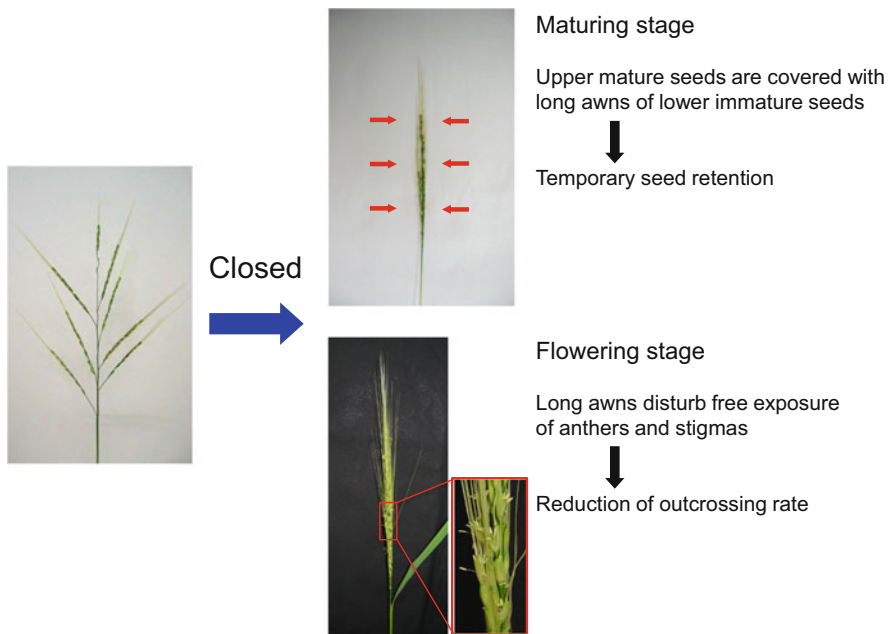 Maturing stage
Upper mature seeds are covered with
long awns of lower immature seeds
Temporary seed retention
Closed
Flowering stage
Long awns disturb free exposure
of anthers and stigmas
Reduction of outcrossing rate